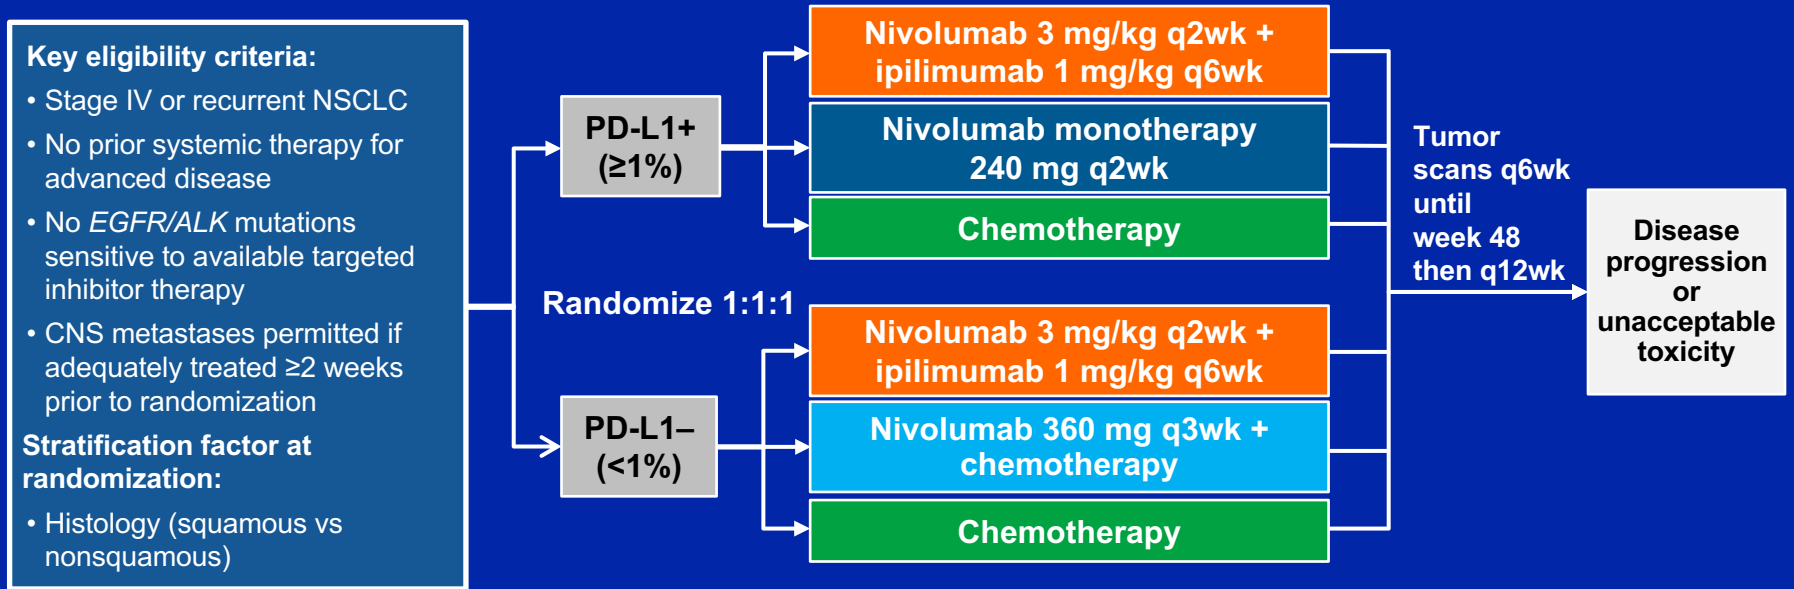 Key eligibility criteria:
• Stage IV or recurrent NSCLC
• No prior systemic therapy for
advanced disease
• No EGFR/ALK mutations
sensitive to available targeted
inhibitor therapy
• CNS metastases permitted if
adequately treated ≥2 weeks
prior to randomization
Stratification factor at
randomization:
• Histology (squamous vs
nonsquamous)
PD-L1+
(≥1%)
Randomize 1:1:1
PD-L1–
(<1%)
Nivolumab 3 mg/kg q2wk +
ipilimumab 1 mg/kg q6wk
Nivolumab monotherapy
240 mg q2wk
Chemotherapy
Nivolumab 3 mg/kg q2wk +
ipilimumab 1 mg/kg q6wk
Nivolumab 360 mg q3wk +
chemotherapy
Chemotherapy
Tumor
scans q6wk
until
week 48
then q12wk
Disease
progression
or
unacceptable
toxicity